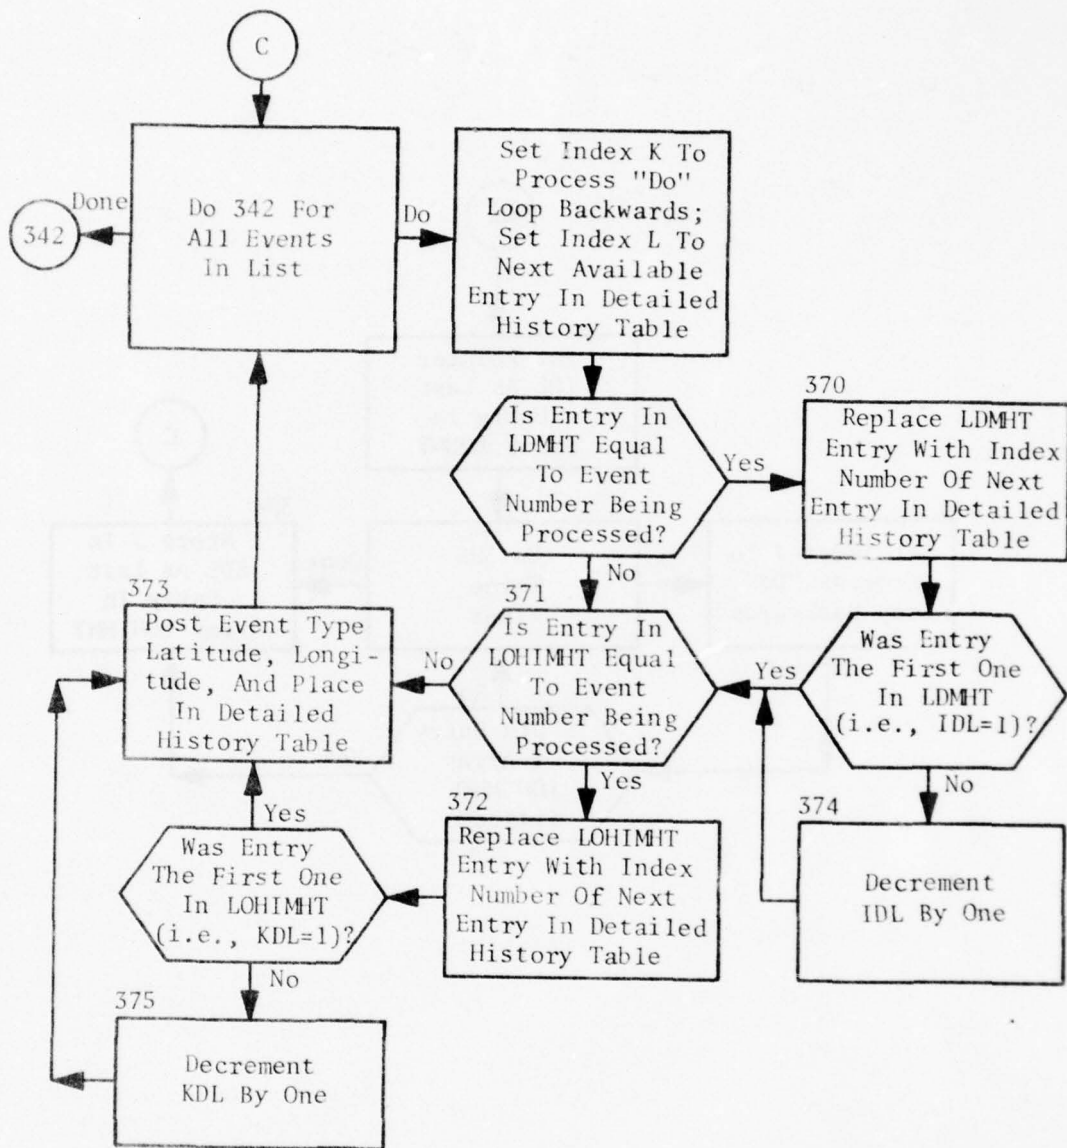 C
Done
342
Do 342 For
All Events
In List
Do
Set Index K To
Process "Do"
Loop Backwards;
Set Index L To
Next Available
Entry In Detailed
History Table
Is Entry In
LDMHT Equal
To Event
Number Being
Processed?
Yes
370
Replace LDMHT
Entry With Index
Number Of Next
Entry In Detailed
History Table
No
Was Entry
The First One
In LDMHT
(i.e., IDL=1)?
Yes
No
374
Decrement
IDL By One
371
Is Entry In
LOHIMHT Equal
To Event
Number Being
Processed?
No
Yes
373
Post Event Type
Latitude, Longi-
tude, And Place
In Detailed
History Table
372
Replace LOHIMHT
Entry With Index
Number Of Next
Entry In Detailed
History Table
Yes
Was Entry
The First One
In LOHIMHT
(i.e., KDL=1)?
No
375
Decrement
KDL By One